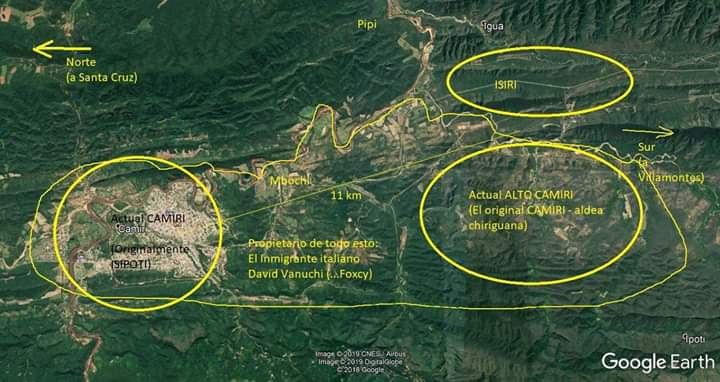 Pipi
Igua
Norte
(a Santa Cruz)
ISIRI
Sur
(a
Villamontes)
Mbochi
11 km
Actual ALTO CAMIRI
(El original CAMIRI - aldea
chiriguana)
Actual CAMIRI
Camiri
(Originalmente
(SIPOTI)
Propietario de todo esto:
El Inmigrante italiano
David Vanuchi (...Foxcy)
Ipoti
Image © 2019 CNES / Airbus
Image © 2019 DigitalGlobe
© 2018 Google
Google Earth